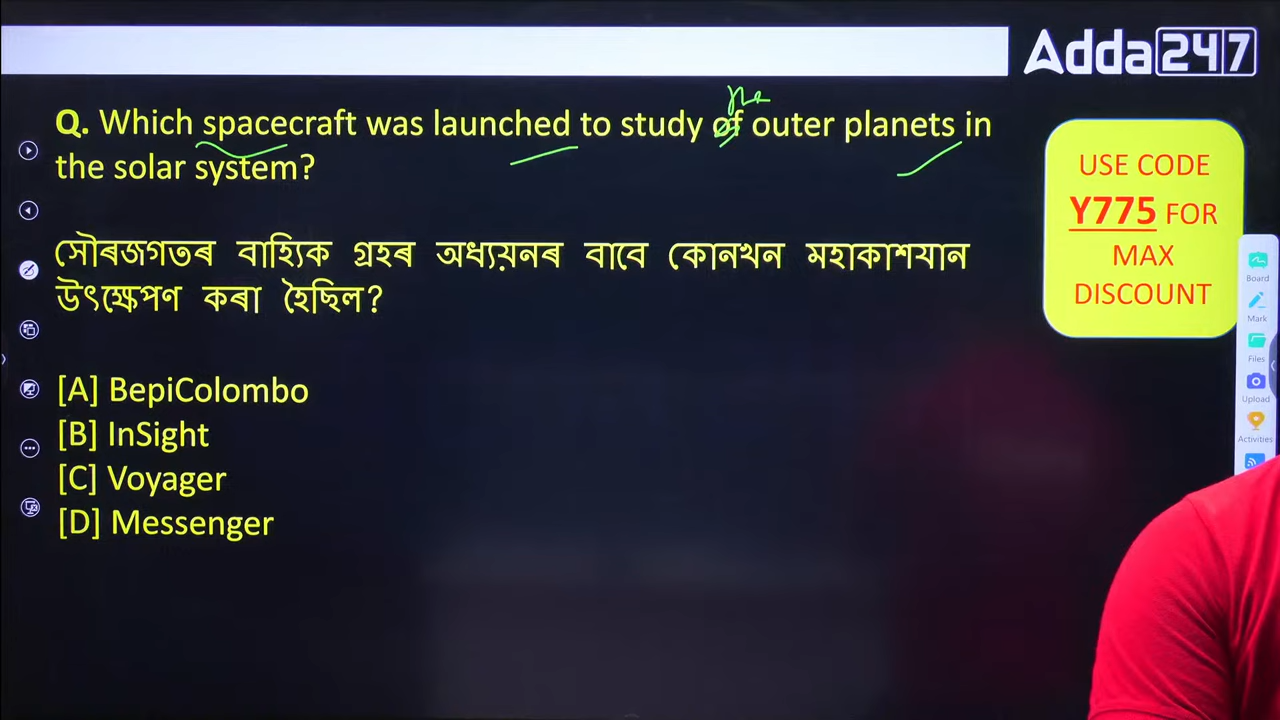 Adda247
Q. Which spacecraft was launched to study of outer planets in
the
the solar system?
সৌৰজগতৰ বাহ্যিক গ্ৰহৰ অধ্যয়নৰ বাবে কোনখন মহাকাশযান
উৎক্ষেপণ কৰা হৈছিল?
[A] BepiColombo
[B] InSight
[C] Voyager
[D] Messenger
USE CODE
Y775 FOR
MAX
DISCOUNT
Board
Mark
Files
Upload
Activities